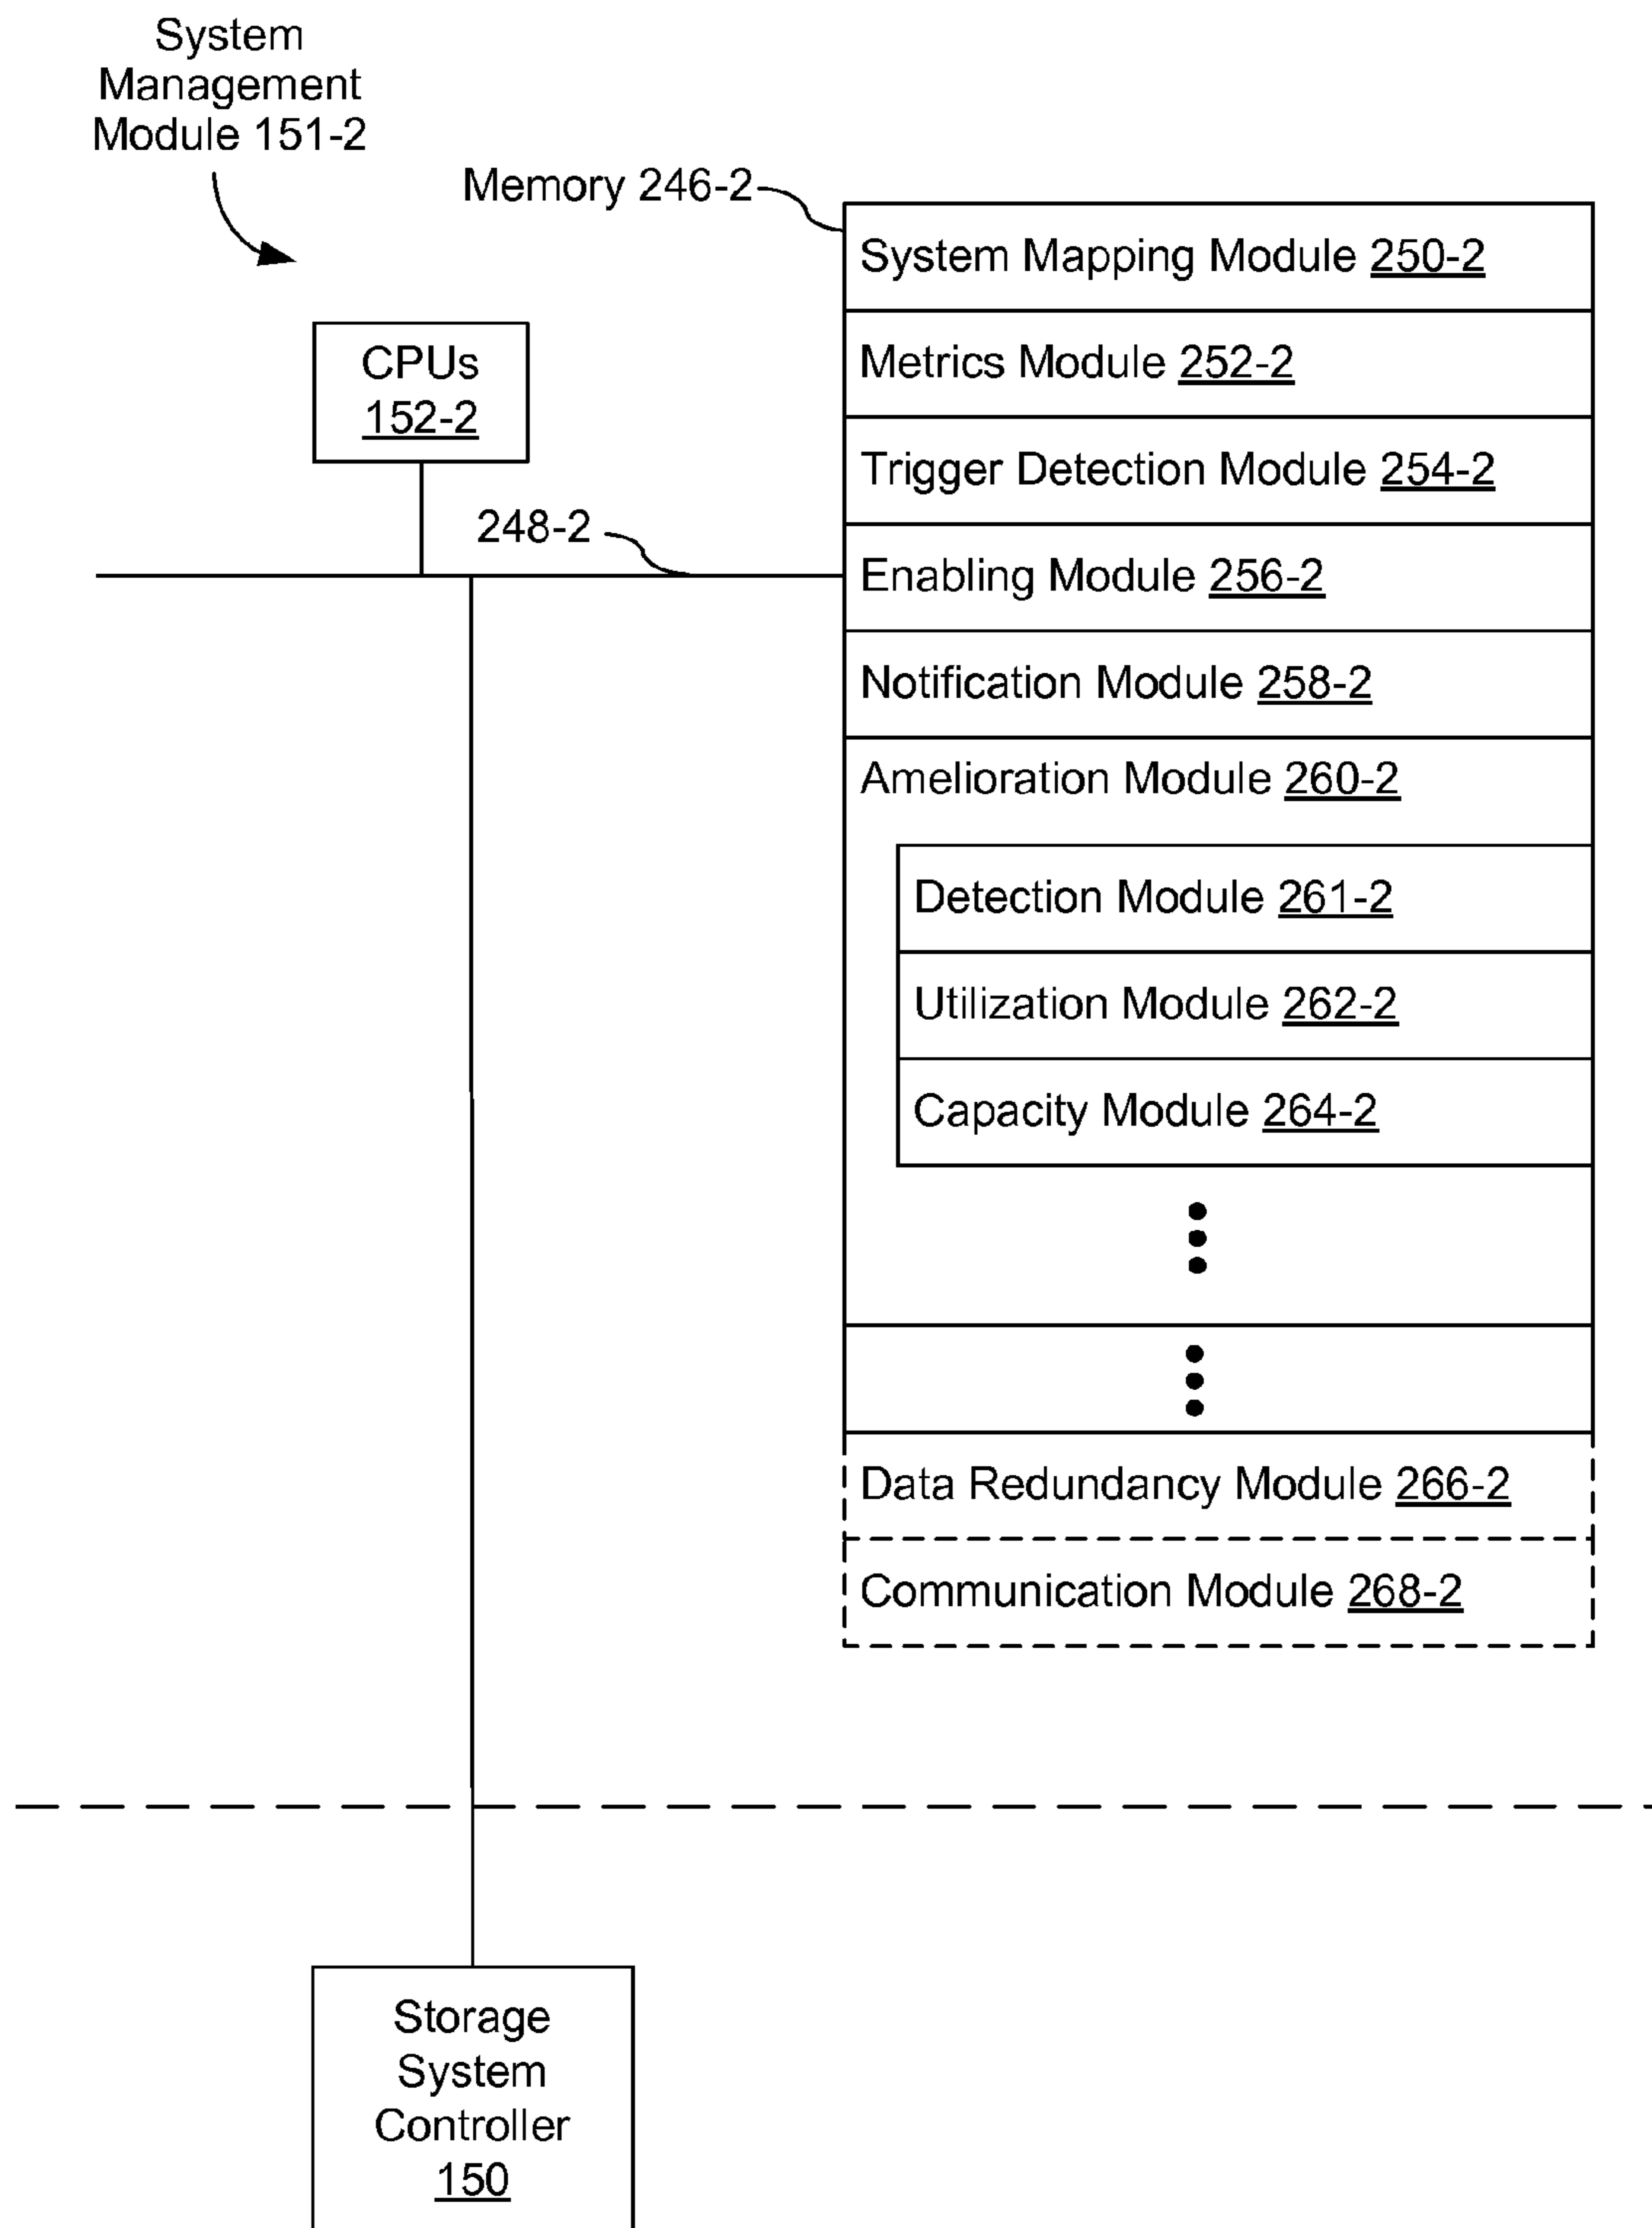 System
Management
Module 151-2
Memory 246-2
System Mapping Module 250-2
CPUs
152-2
Metrics Module 252-2
Trigger Detection Module 254-2
248-2
Enabling Module 256-2
Notification Module 258-2
Amelioration Module 260-2
Detection Module 261-2
Utilization Module 262-2
Capacity Module 264-2
Data Redundancy Module 266-2
Communication Module 268-2
Storage
System
Controller
150